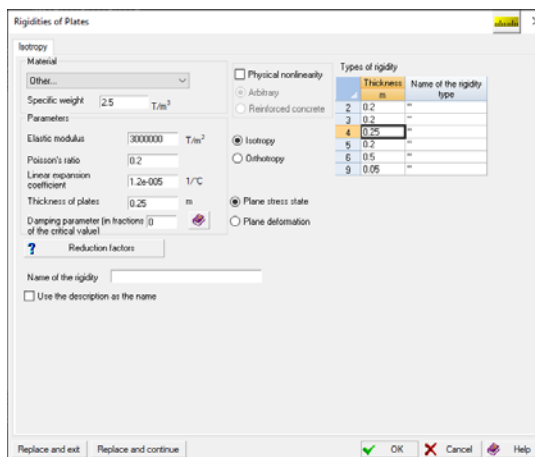 Rigidities of Plates
Isotropy
Material
Other...
Specific weight 2.5 T/m³
Parameters
Elastic modulus 3000000 T/m²
Poisson's ratio 0.2
Linear expansion
coefficient 1.2e-005 1/°C
Thickness of plates 0.25 m
Damping parameter (in fractions
of the critical value) 0
? Reduction factors
Name of the rigidity
Use the description as the name
Physical nonlinearity
Arbitrary
Reinforced concrete
Isotropy
Orthotropy
Plane stress state
Plane deformation
Types of rigidity
Thickness Name of the rigidity
m type
2 0.2 ""
3 0.2 ""
4 0.25 ""
5 0.2 ""
6 0.5 ""
9 0.05 ""
Replace and exit Replace and continue OK Cancel Help